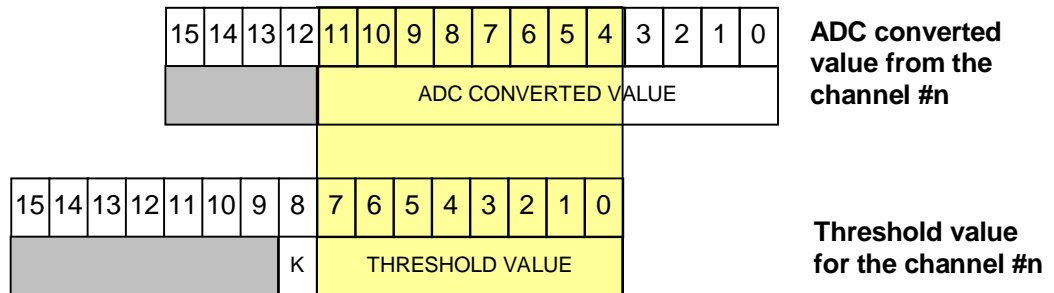 15 14 13 12 11 10 9 8 7 6 5 4 3 2 1 0
ADC CONVERTED VALUE
ADC converted
value from the
channel #n
15 14 13 12 11 10 9 8 7 6 5 4 3 2 1 0
K THRESHOLD VALUE
Threshold value
for the channel #n